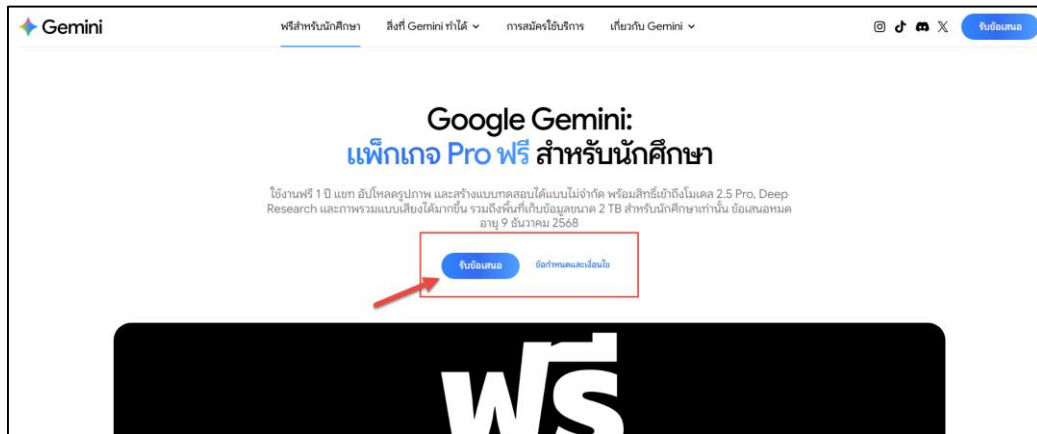 Gemini
ฟรีสำหรับนักศึกษา
สิ่งที่ Gemini ทำได้
การสมัครใช้บริการ
เกี่ยวกับ Gemini
รับข้อเสนอ
Google Gemini:
แพ็กเกจ Pro ฟรี สำหรับนักศึกษา
ใช้งานฟรี 1 ปี แชท อัปโหลดรูปภาพ และสร้างแบบทดสอบได้แบบไม่จำกัด พร้อมสิทธิ์เข้าถึงโมเดล 2.5 Pro, Deep
Research และภาพรวมแบบเสียงได้มากขึ้น รวมถึงพื้นที่เก็บข้อมูลขนาด 2 TB สำหรับนักศึกษาเท่านั้น ข้อเสนอหมด
อายุ 9 ธันวาคม 2568
รับข้อเสนอ
ข้อกำหนดและเงื่อนไข
ฟรี